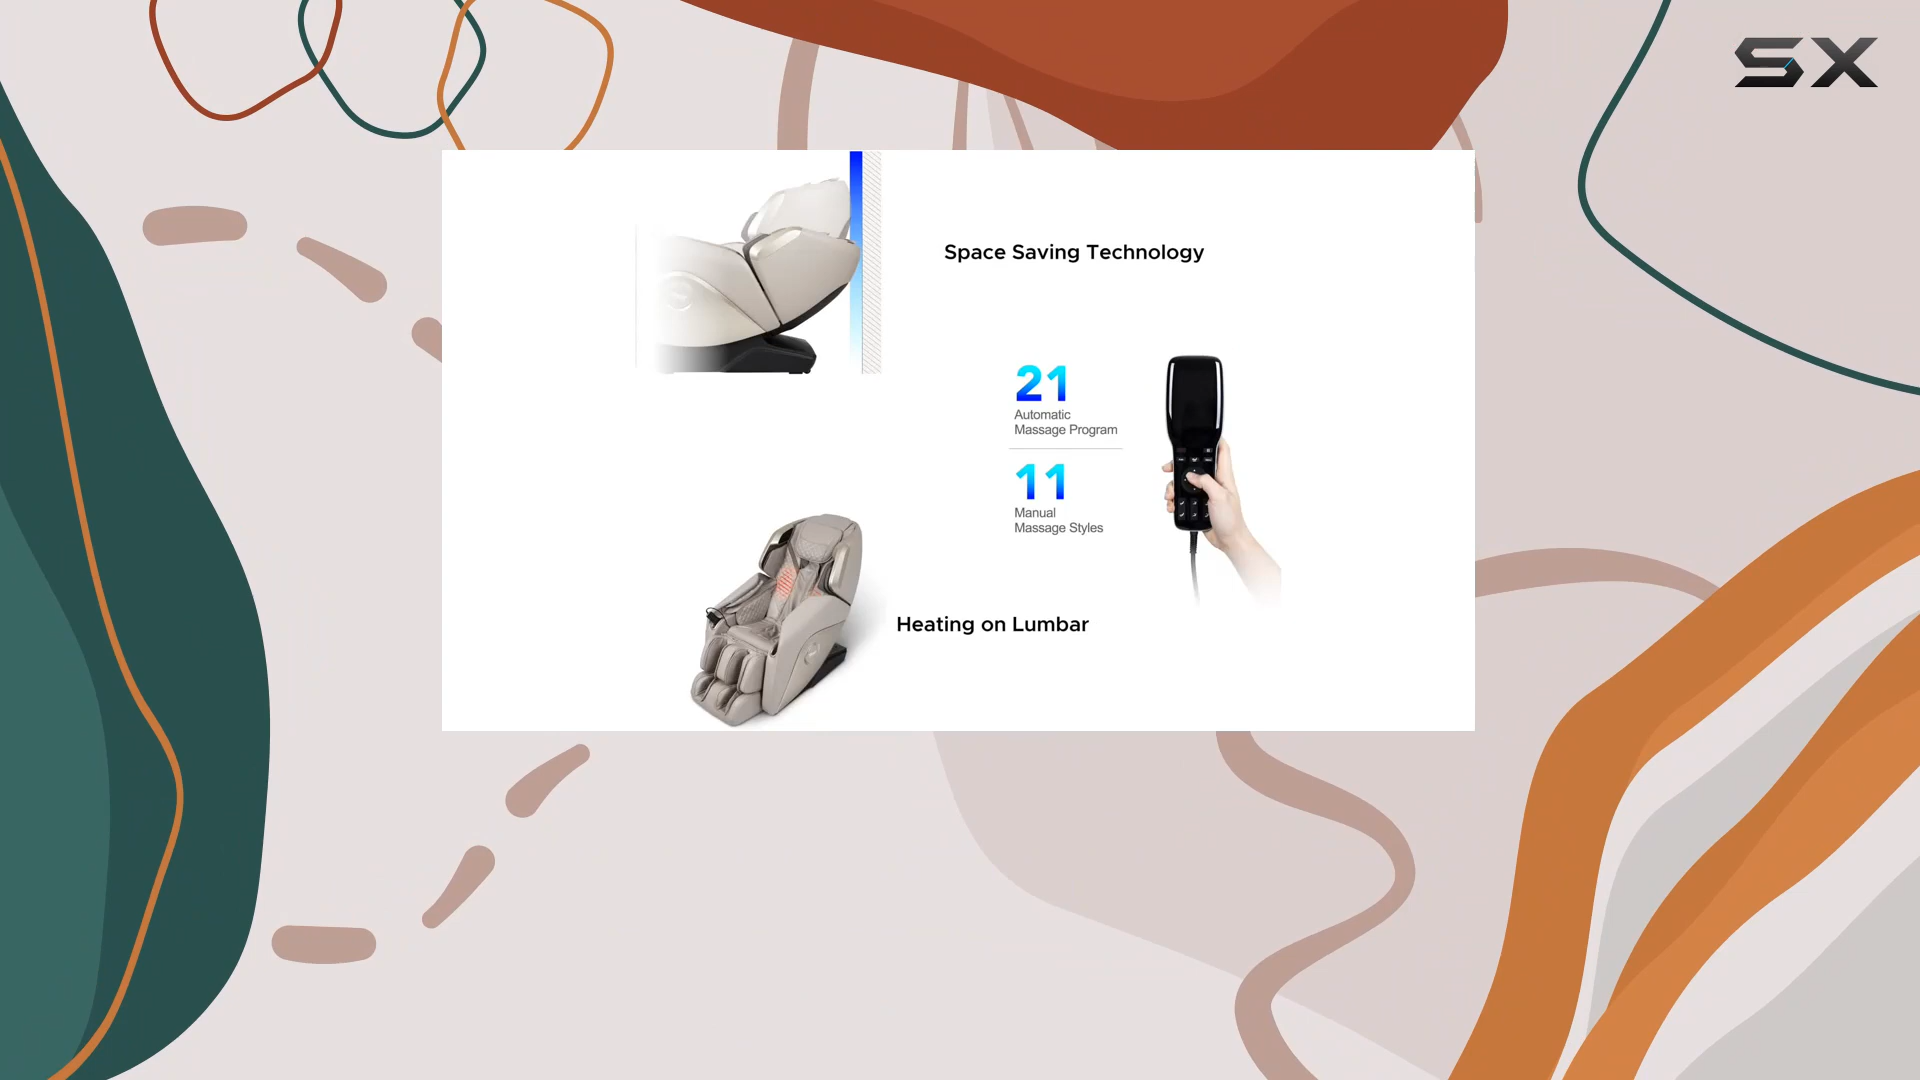 SX
Space Saving Technology
21
Automatic
Massage Program
11
Manual
Massage Styles
Heating on Lumbar